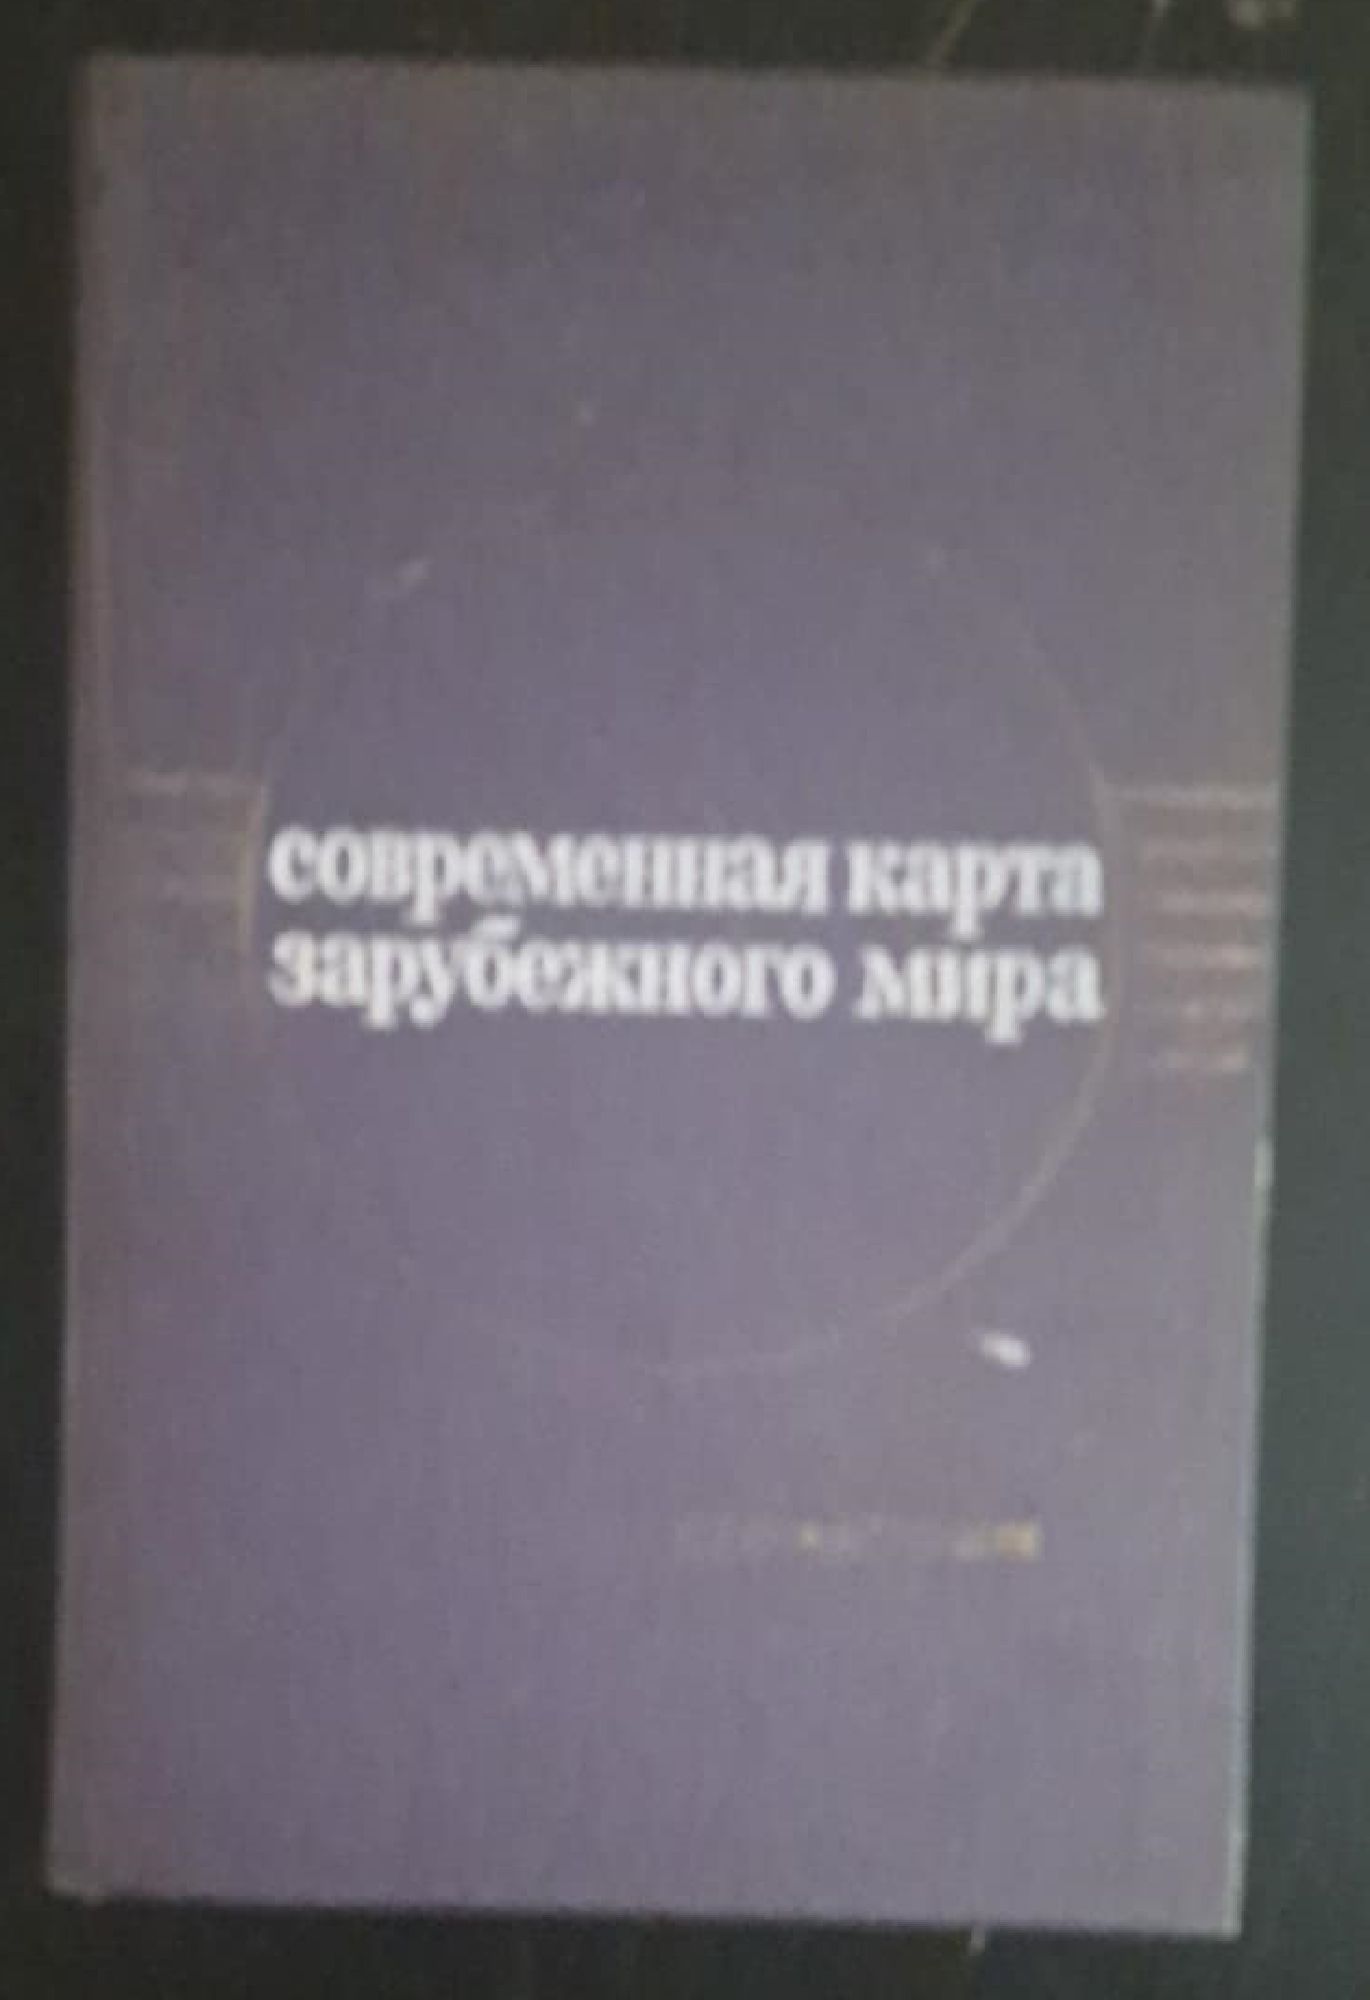 современная карта
зарубежного мира